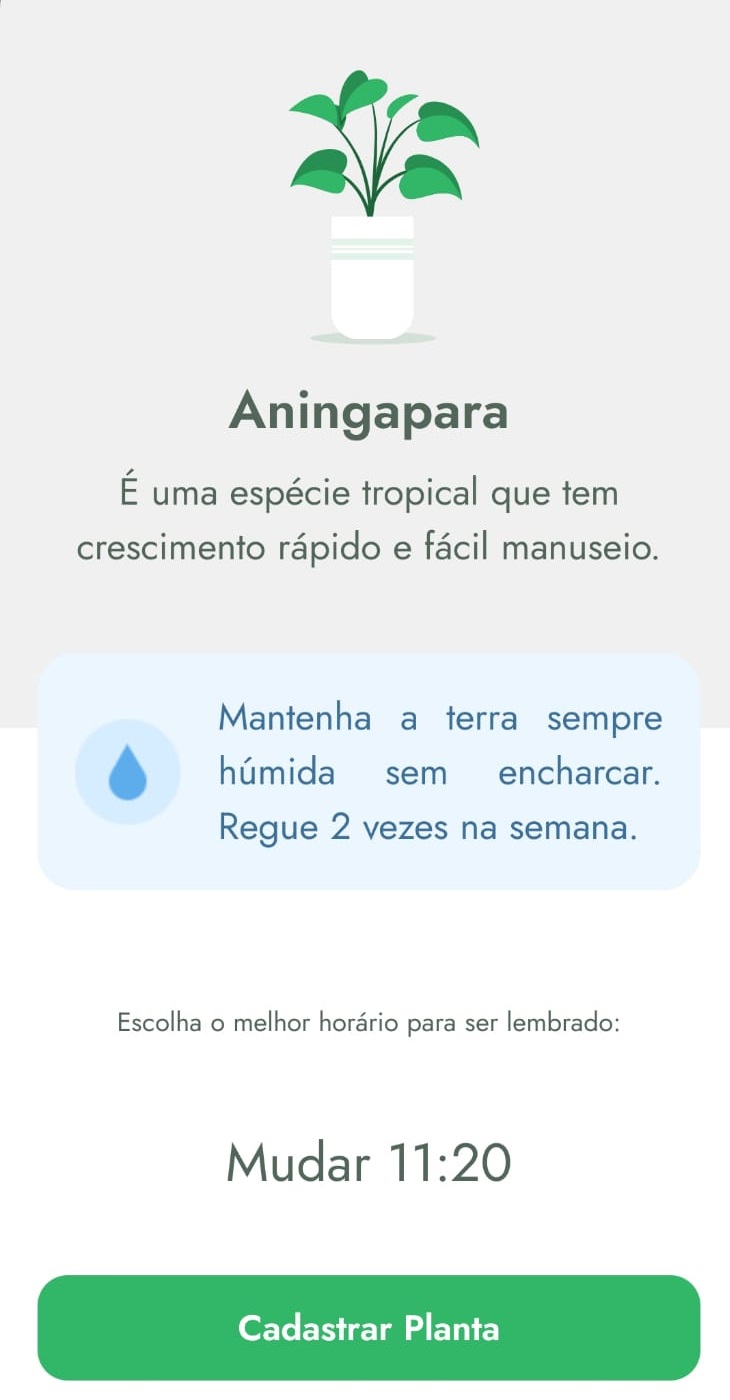 Aningapara
É uma espécie tropical que tem
crescimento rápido e fácil manuseio.
Mantenha a terra sempre
húmida sem encharcar.
Regue 2 vezes na semana.
Escolha o melhor horário para ser lembrado:
Mudar 11:20
Cadastrar Planta